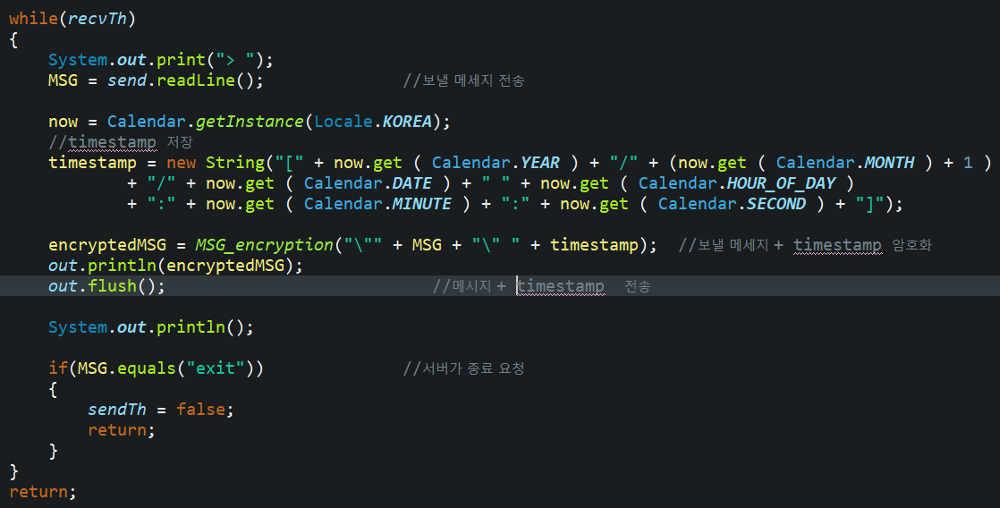 while(recvTh)
{
System.out.print("> ");
MSG = send.readLine(); //보낼 메세지 전송
now = Calendar.getInstance(Locale.KOREA);
//timestamp 저장
timestamp = new String("[" + now.get ( Calendar.YEAR ) + "/" + (now.get ( Calendar.MONTH ) + 1 )
+ "/" + now.get ( Calendar.DATE ) + " " + now.get ( Calendar.HOUR_OF_DAY )
+ ":" + now.get ( Calendar.MINUTE ) + ":" + now.get ( Calendar.SECOND ) + "]");
encryptedMSG = MSG_encryption("\"" + MSG + "\" " + timestamp); //보낼 메세지 + timestamp 암호화
out.println(encryptedMSG);
out.flush(); //메시지 + timestamp 전송
System.out.println();
if(MSG.equals("exit")) //서버가 종료 요청
{
sendTh = false;
return;
}
}
return;